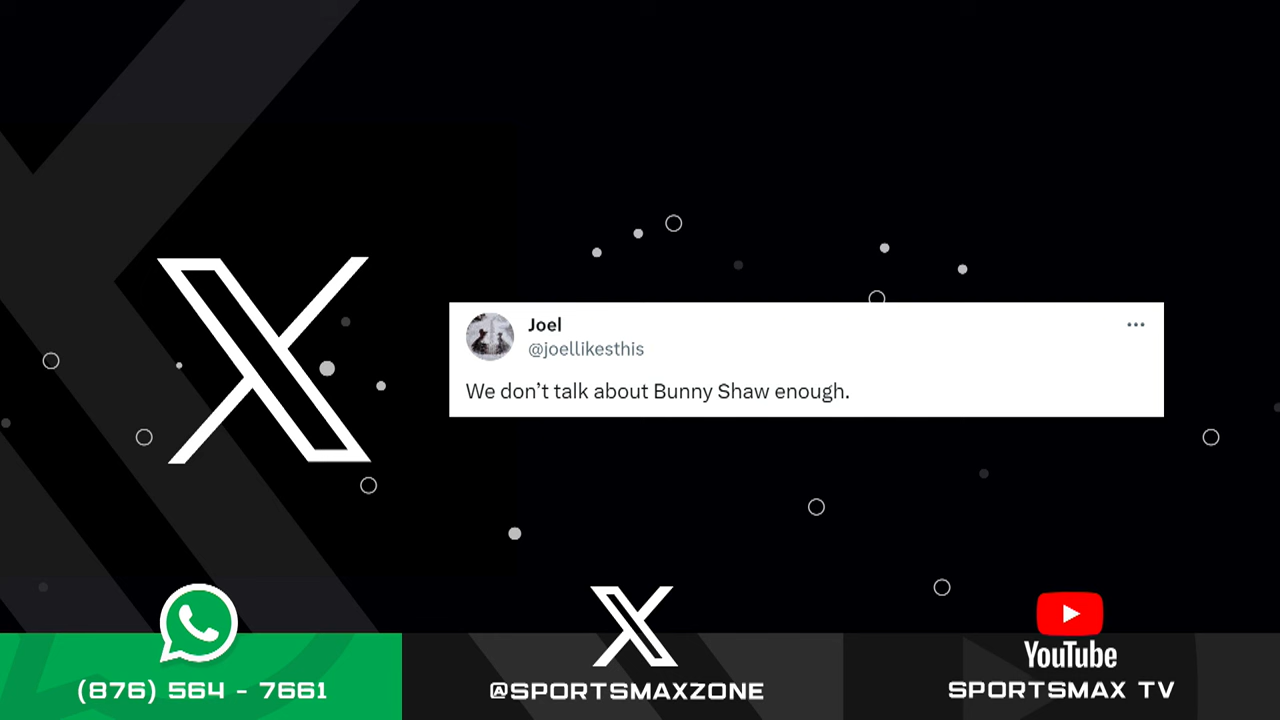 Joel
@joellikesthis
We don’t talk about Bunny Shaw enough.
(876) 564 - 7661
@SPORTSMAXZONE
YouTube
SPORTSMAX TV